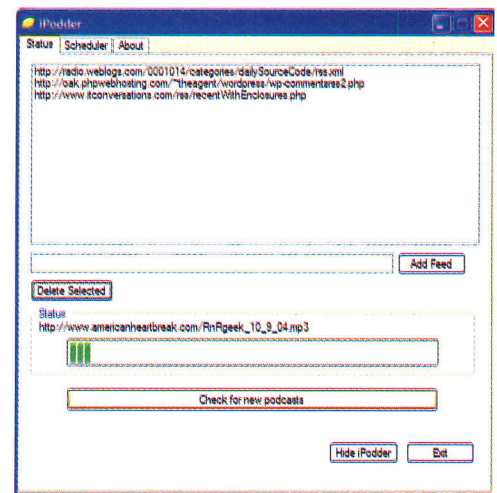 iPodder
Status Scheduler About
http://radio.weblogs.com/0001014/categories/dailySourceCode/rss.xml
http://oak.phpwebhosting.com/~theagent/wordpress/wp-commentsrss2.php
http://www.itconversations.com/rss/recentWithEnclosures.php
Add Feed
Delete Selected
Status
http://www.americanheartbreak.com/RnRgeek_10_9_04.mp3
Check for new podcasts
Hide iPodder Exit